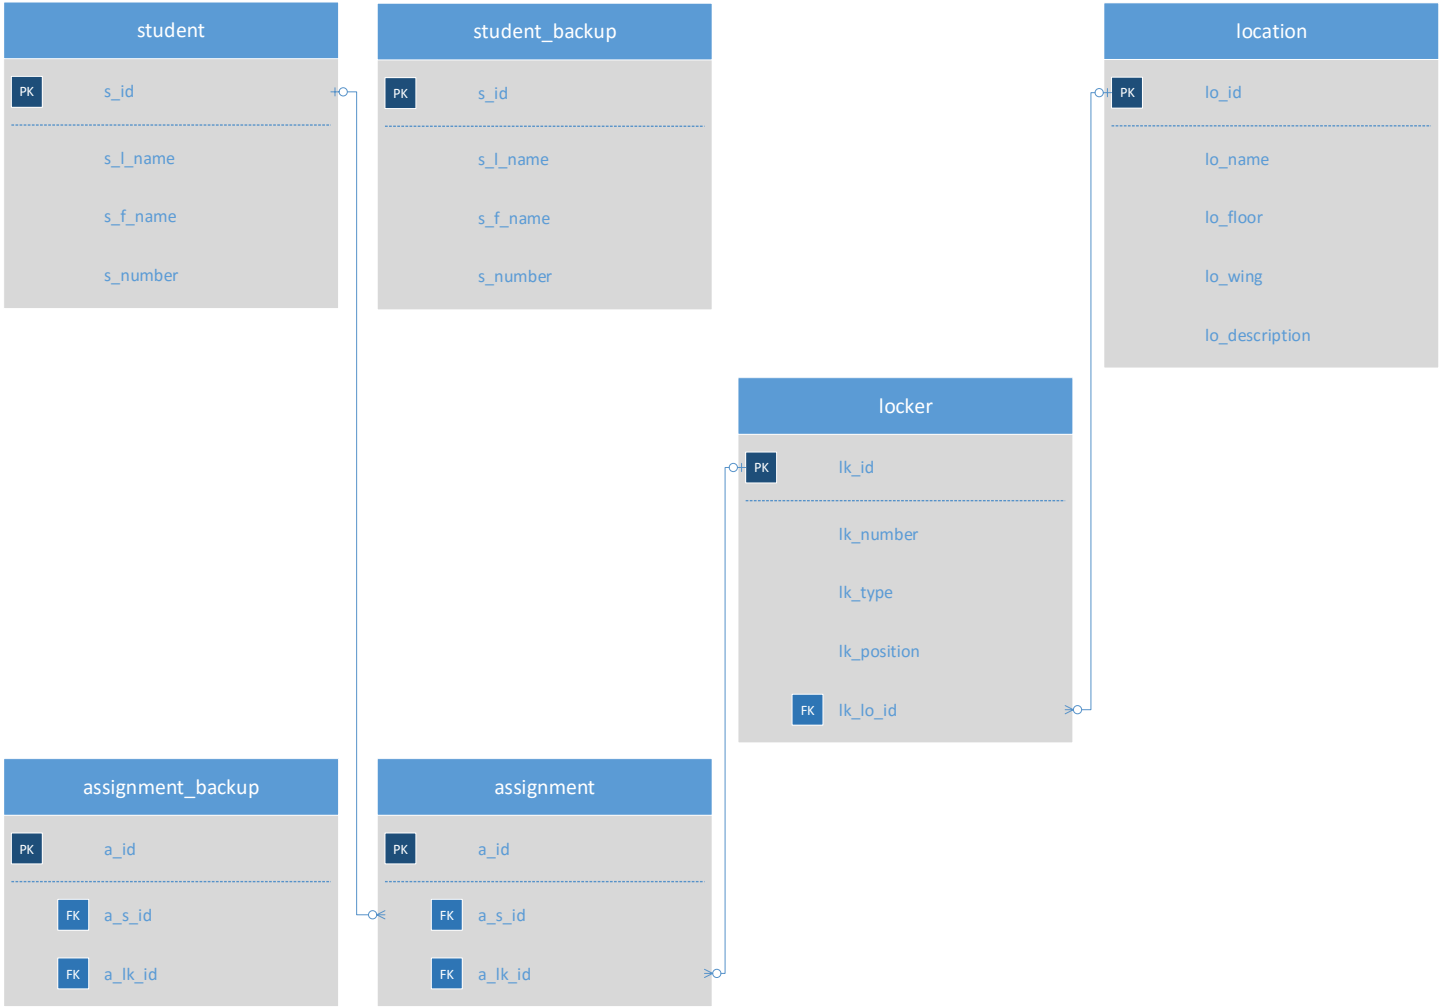 student
PK s_id
s_l_name
s_f_name
s_number
student_backup
PK s_id
s_l_name
s_f_name
s_number
location
PK lo_id
lo_name
lo_floor
lo_wing
lo_description
locker
PK lk_id
lk_number
lk_type
lk_position
FK lk_lo_id
assignment_backup
PK a_id
FK a_s_id
FK a_lk_id
assignment
PK a_id
FK a_s_id
FK a_lk_id